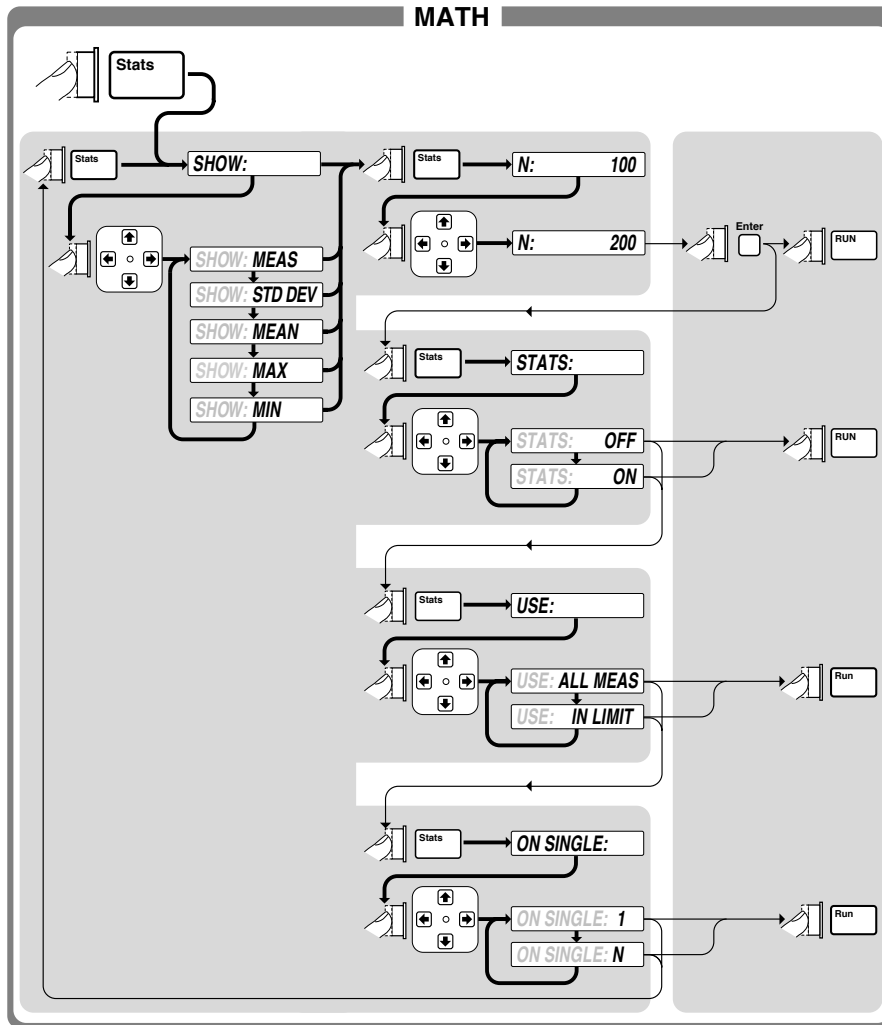 MATH
Stats
Stats
SHOW:
SHOW: MEAS
SHOW: STD DEV
SHOW: MEAN
SHOW: MAX
SHOW: MIN
Stats
N: 100
N: 200
Enter
RUN
Stats
STATS:
STATS: OFF
STATS: ON
RUN
Stats
USE:
USE: ALL MEAS
USE: IN LIMIT
Run
Stats
ON SINGLE:
ON SINGLE: 1
ON SINGLE: N
Run